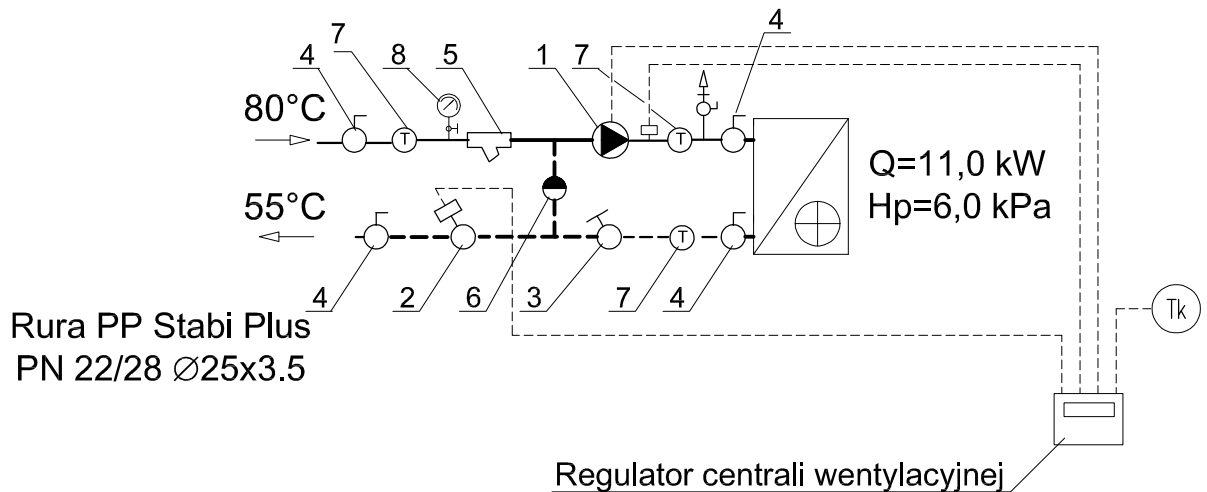 4
7
8
5
1
7
4
80°C
T
T
Q=11,0 kW
Hp=6,0 kPa
55°C
T
4
2
6
3
7
4
Rura PP Stabi Plus
PN 22/28 ∅25x3.5
Tk
Regulator centrali wentylacyjnej